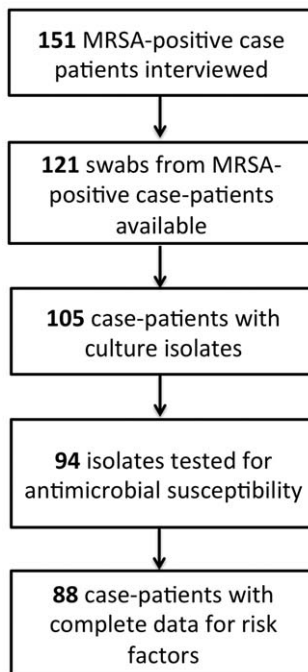 151 MRSA-positive case
patients interviewed
121 swabs from MRSA-
positive case-patients
available
105 case-patients with
culture isolates
94 isolates tested for
antimicrobial susceptibility
88 case-patients with
complete data for risk
factors